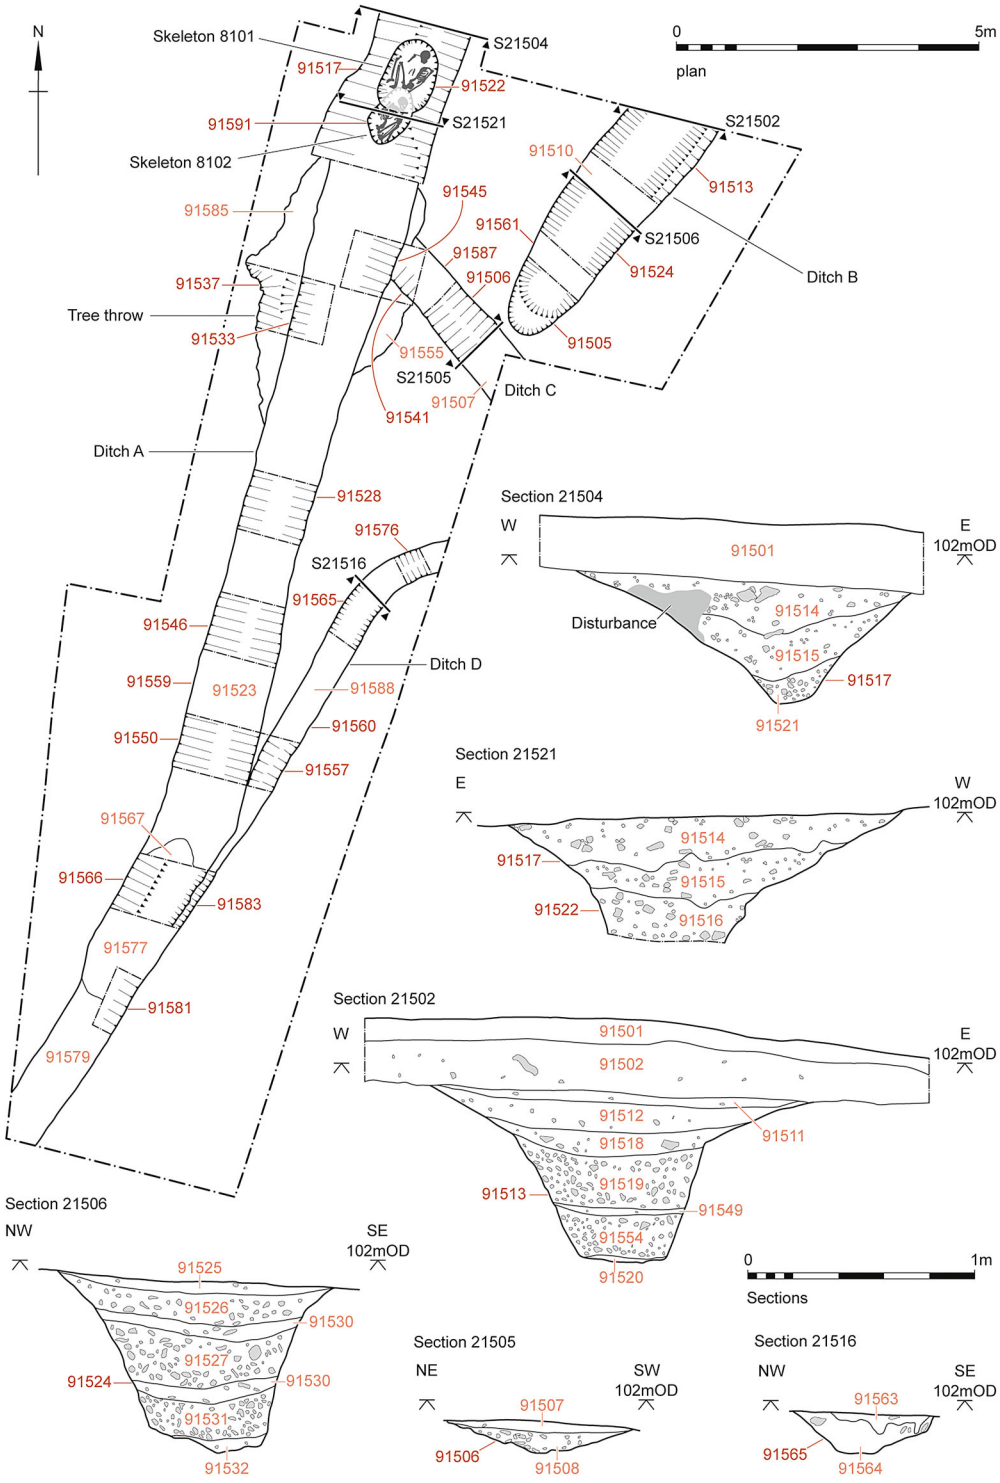 N
Skeleton 8101
91517
S21504
91522
91591
S21521
Skeleton 8102
0 5m
plan
S21502
91510
91513
91585
91545
91561
S21506
91587
91524
91506
Ditch B
91537
Tree throw
91533
91505
91555
S21505
Ditch C
91507
91541
Ditch A
91528
91576
S21516
91565
91546
Ditch D
91559
91523
91588
91560
91550
91557
91567
91566
91583
91577
91581
91579
Section 21504
W E
102mOD
91501
91514
Disturbance
91515
91517
91521
Section 21521
E W
102mOD
91514
91517
91515
91522
91516
Section 21502
W E
102mOD
91501
91502
91512
91511
91518
91519
91513
91549
91554
91520
Section 21506
NW SE
102mOD
91525
91526
91530
91527
91524
91530
91531
91532
0 1m
Sections
Section 21505
NE SW
102mOD
91507
91506
91508
Section 21516
NW SE
102mOD
91563
91565
91564